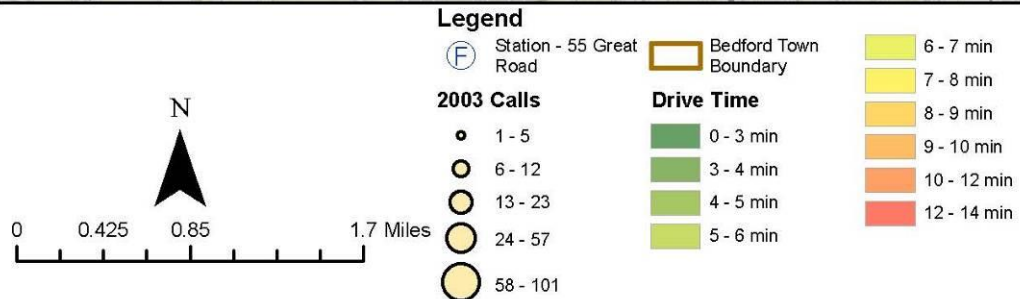 Legend
F
Station - 55 Great
Road
Bedford Town
Boundary
2003 Calls
1 - 5
6 - 12
13 - 23
24 - 57
58 - 101
Drive Time
0 - 3 min
3 - 4 min
4 - 5 min
5 - 6 min
6 - 7 min
7 - 8 min
8 - 9 min
9 - 10 min
10 - 12 min
12 - 14 min
N
0 0.425 0.85 1.7 Miles